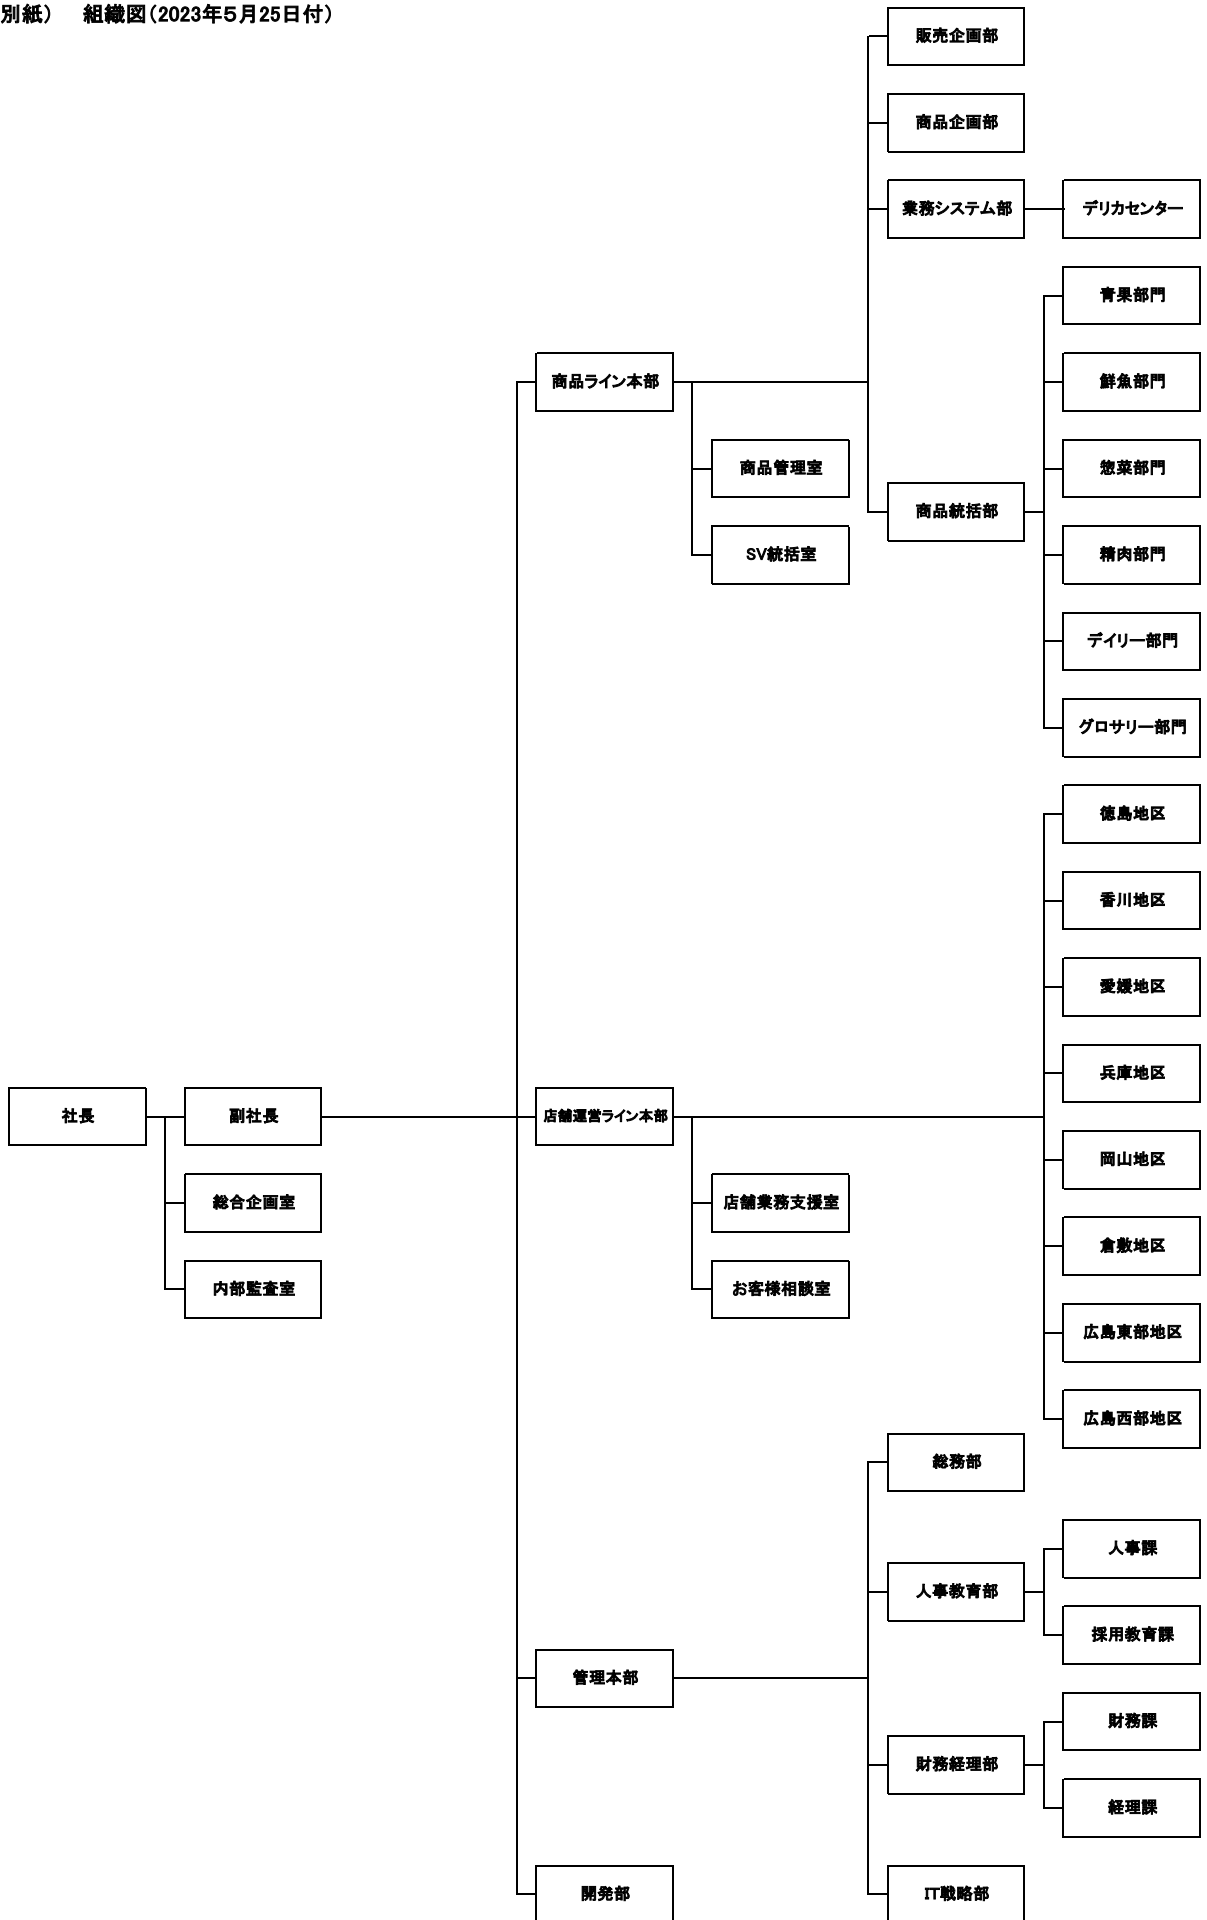 別紙）　組織図（2023年５月25日付）
販売企画部
商品企画部
業務システム部
デリカセンター
青果部門
商品ライン本部
鮮魚部門
商品管理室
惣菜部門
商品統括部
SV統括室
精肉部門
デイリー部門
グロサリー部門
徳島地区
香川地区
愛媛地区
兵庫地区
社長
副社長
店舗運営ライン本部
岡山地区
総合企画室
店舗業務支援室
倉敷地区
内部監査室
お客様相談室
広島東部地区
広島西部地区
総務部
人事課
人事教育部
採用教育課
管理本部
財務課
財務経理部
経理課
開発部
IT戦略部